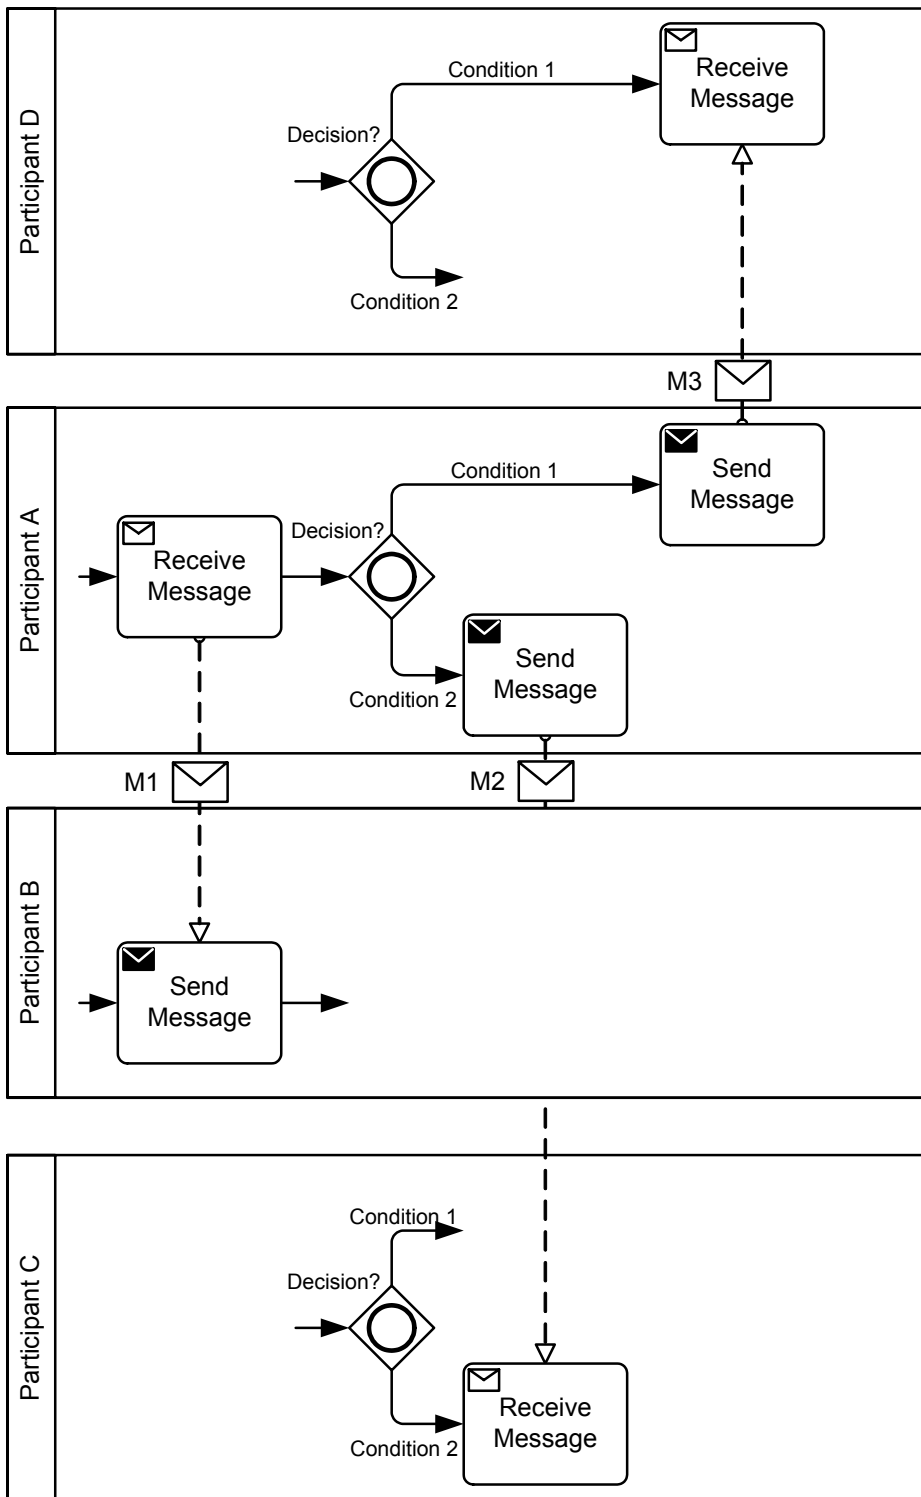 Participant D
Decision?
Condition 1
Condition 2
Receive
Message
M3
Participant A
Receive
Message
Decision?
Condition 1
Condition 2
Send
Message
Send
Message
M1
M2
Participant B
Send
Message
Participant C
Condition 1
Decision?
Condition 2
Receive
Message